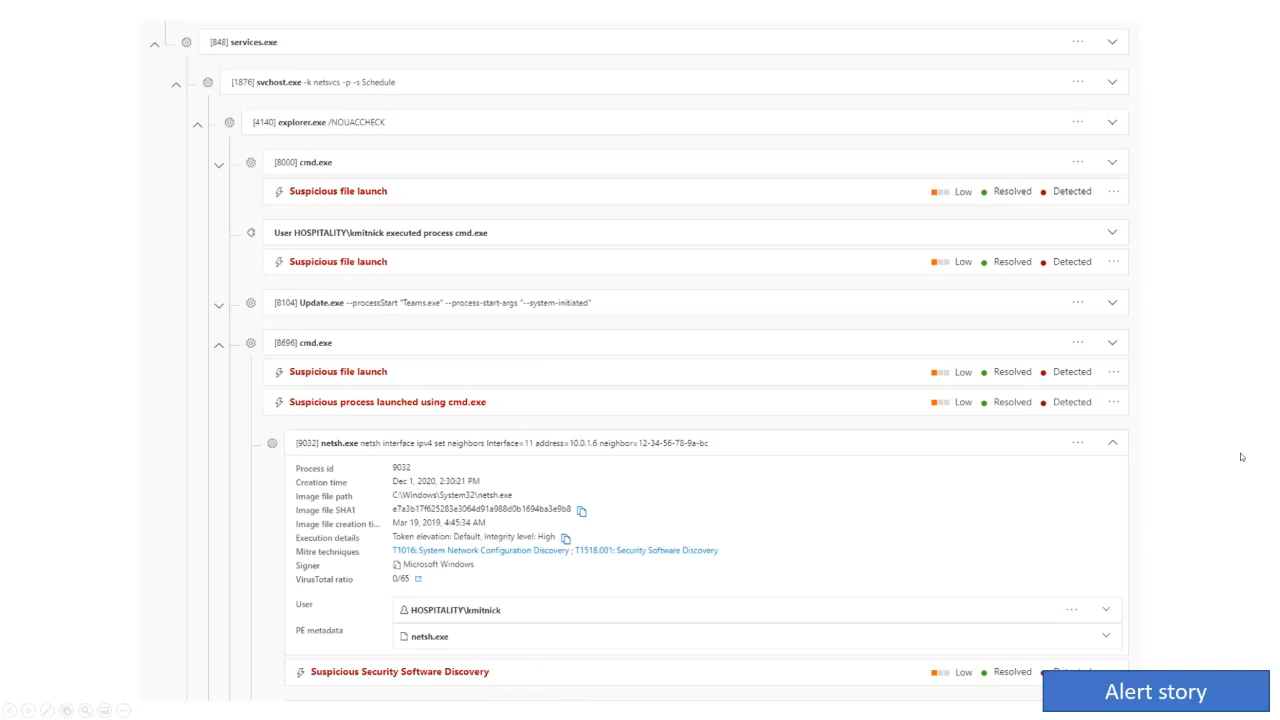 [848] services.exe
[1876] svchost.exe -k netsvcs -p -s Schedule
[4140] explorer.exe /NOUACCHECK
[8000] cmd.exe
Suspicious file launch Low Resolved Detected
User HOSPITALITY\kmitnick executed process cmd.exe
Suspicious file launch Low Resolved Detected
[8104] Update.exe --processStart "Teams.exe" --process-start-args "--system-initiated"
[8696] cmd.exe
Suspicious file launch Low Resolved Detected
Suspicious process launched using cmd.exe Low Resolved Detected
[9032] netsh.exe netsh interface ipv4 set neighbors Interface=11 address=10.0.1.6 neighbor=12-34-56-78-9a-bc
Process id 9032
Creation time Dec 1, 2020, 2:30:21 PM
Image file path C:\Windows\System32\netsh.exe
Image file SHA1 e7a3b17f625283e3064d91a988d0b1694ba3e9b8
Image file creation ti... Mar 19, 2019, 4:45:34 AM
Execution details Token elevation: Default, Integrity level: High
Mitre techniques T1016: System Network Configuration Discovery ; T1518.001: Security Software Discovery
Signer Microsoft Windows
VirusTotal ratio 0/65
User HOSPITALITY\kmitnick
PE metadata netsh.exe
Suspicious Security Software Discovery Low Resolved
Alert story